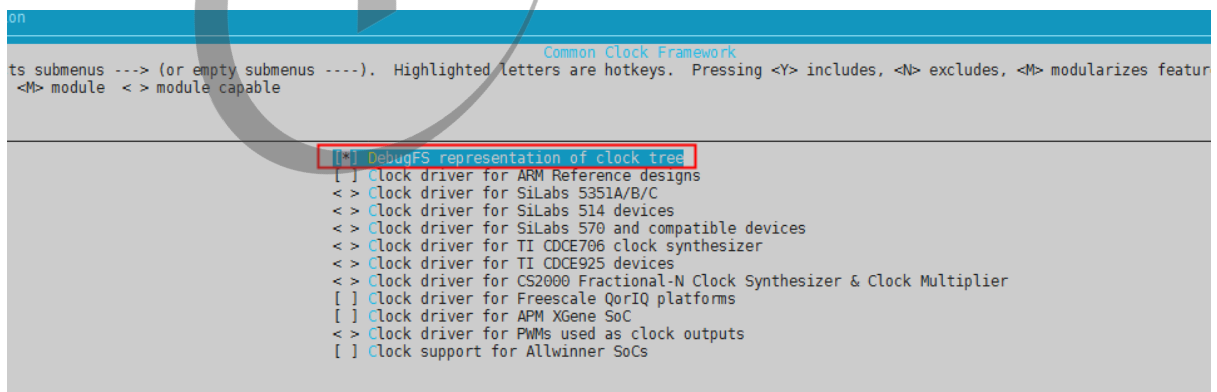 on
Common Clock Framework
ts submenus ---> (or empty submenus ----). Highlighted letters are hotkeys. Pressing <Y> includes, <N> excludes, <M> modularizes featur
<M> module < > module capable
[*] DebugFS representation of clock tree
[ ] Clock driver for ARM Reference designs
< > Clock driver for SiLabs 5351A/B/C
< > Clock driver for SiLabs 514 devices
< > Clock driver for SiLabs 570 and compatible devices
< > Clock driver for TI CDCE706 clock synthesizer
< > Clock driver for TI CDCE925 devices
< > Clock driver for CS2000 Fractional-N Clock Synthesizer & Clock Multiplier
[ ] Clock driver for Freescale QorIQ platforms
[ ] Clock driver for APM XGene SoC
< > Clock driver for PWMs used as clock outputs
[ ] Clock support for Allwinner SoCs